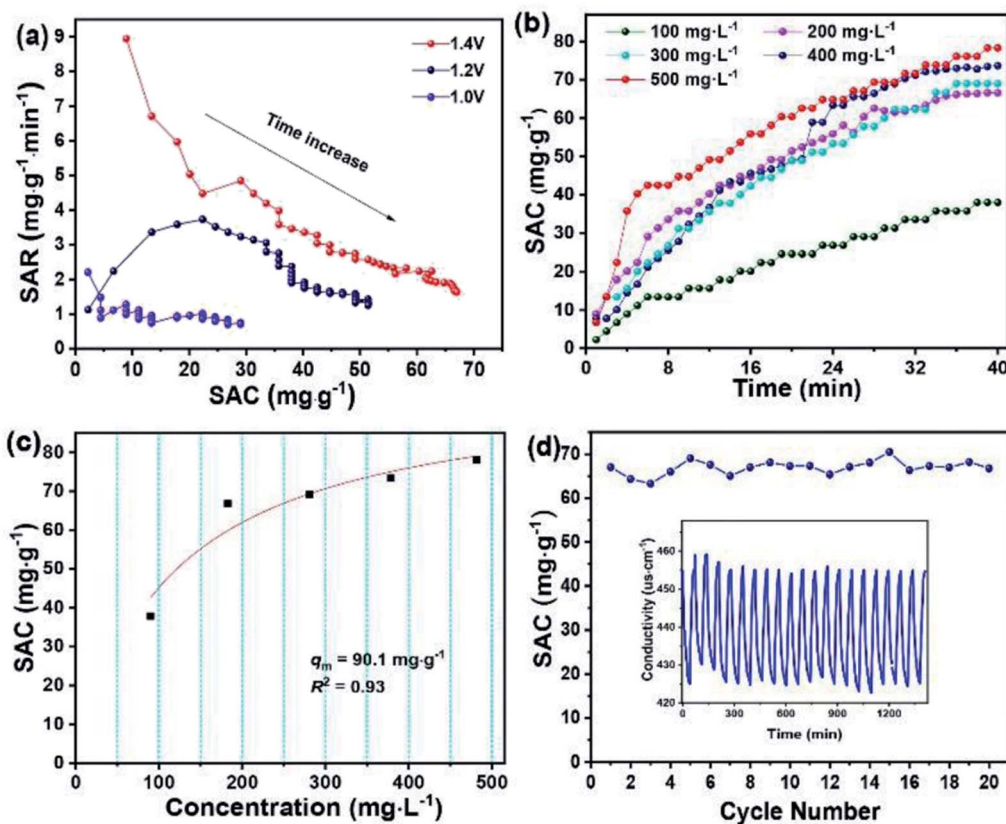 (a)
1.4V
1.2V
1.0V
Time increase
9
8
7
6
5
4
3
2
1
0
SAR (mg·g⁻¹·min⁻¹)
0 10 20 30 40 50 60 70
SAC (mg·g⁻¹)
(b)
100 mg·L⁻¹ 200 mg·L⁻¹
300 mg·L⁻¹ 400 mg·L⁻¹
500 mg·L⁻¹
80
70
60
50
40
30
20
10
0
SAC (mg·g⁻¹)
0 8 16 24 32 40
Time (min)
(c)
80
70
60
50
40
30
20
10
0
SAC (mg·g⁻¹)
qm = 90.1 mg·g⁻¹
R² = 0.93
0 100 200 300 400 500
Concentration (mg·L⁻¹)
(d)
80
70
60
50
40
30
20
10
0
SAC (mg·g⁻¹)
460
450
440
430
420
Conductivity (us·cm⁻¹)
0 300 600 900 1200
Time (min)
0 2 4 6 8 10 12 14 16 18 20
Cycle Number